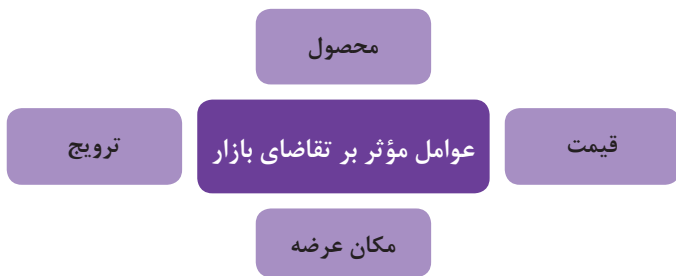 محصول
قیمت
عوامل مؤثر بر تقاضای بازار
ترویج
مکان عرضه